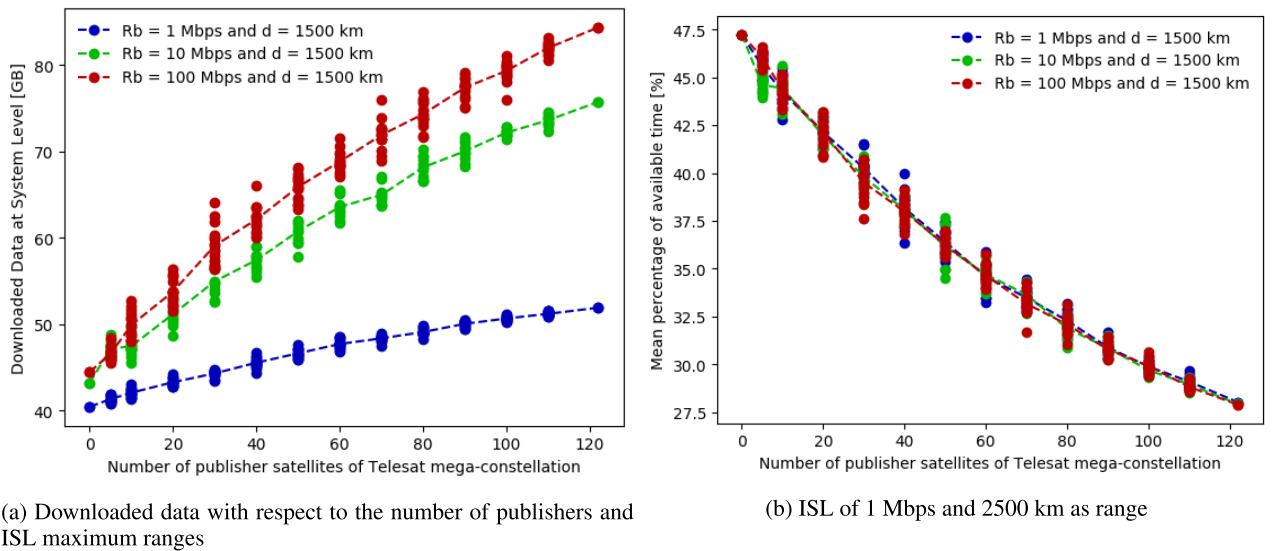 Rb = 1 Mbps and d = 1500 km
Rb = 10 Mbps and d = 1500 km
Rb = 100 Mbps and d = 1500 km
Downloaded Data at System Level [GB]
80
70
60
50
40
0
20
40
60
80
100
120
Number of publisher satellites of Telesat mega-constellation
(a) Downloaded data with respect to the number of publishers and
ISL maximum ranges
Rb = 1 Mbps and d = 1500 km
Rb = 10 Mbps and d = 1500 km
Rb = 100 Mbps and d = 1500 km
Mean percentage of available time [%]
47.5
45.0
42.5
40.0
37.5
35.0
32.5
30.0
27.5
0
20
40
60
80
100
120
Number of publisher satellites of Telesat mega-constellation
(b) ISL of 1 Mbps and 2500 km as range